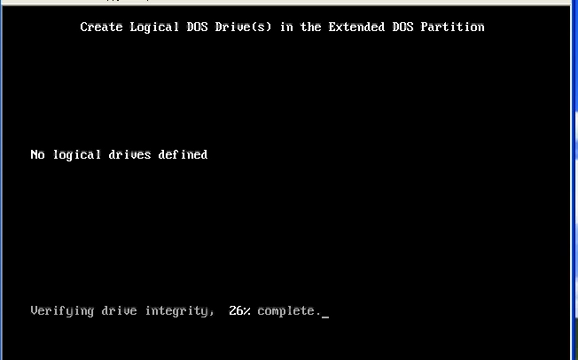 Create Logical DOS Drive(s) in the Extended DOS Partition
No logical drives defined
Verifying drive integrity, 26% complete._